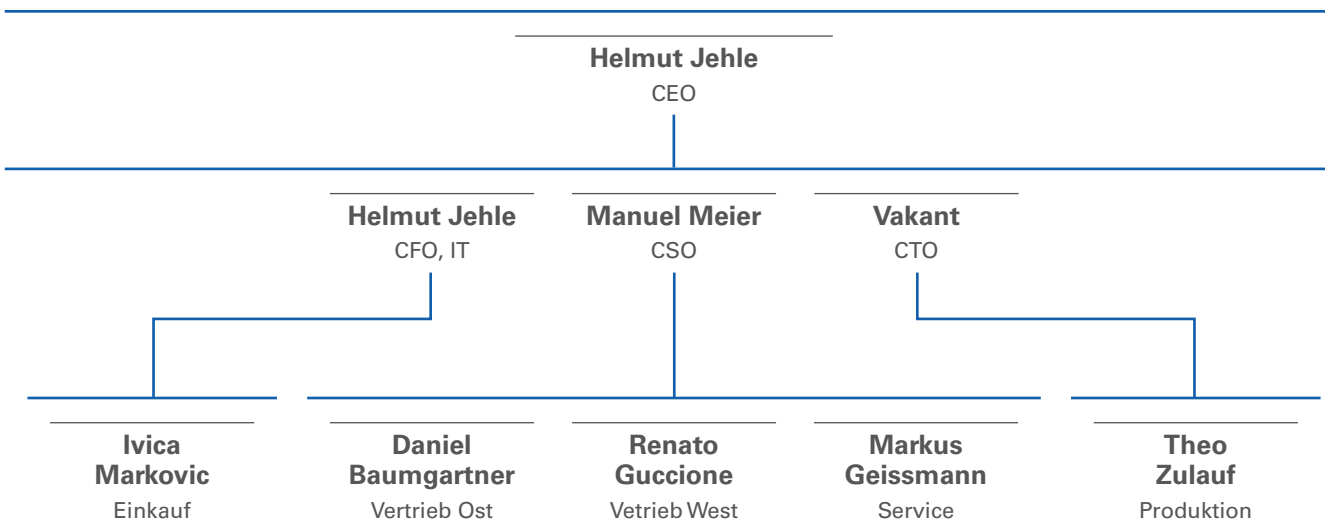 Helmut Jehle
CEO
Helmut Jehle
CFO, IT
Manuel Meier
CSO
Vakant
CTO
Ivica
Markovic
Einkauf
Daniel
Baumgartner
Vertrieb Ost
Renato
Guccione
Vetrieb West
Markus
Geissmann
Service
Theo
Zulauf
Produktion